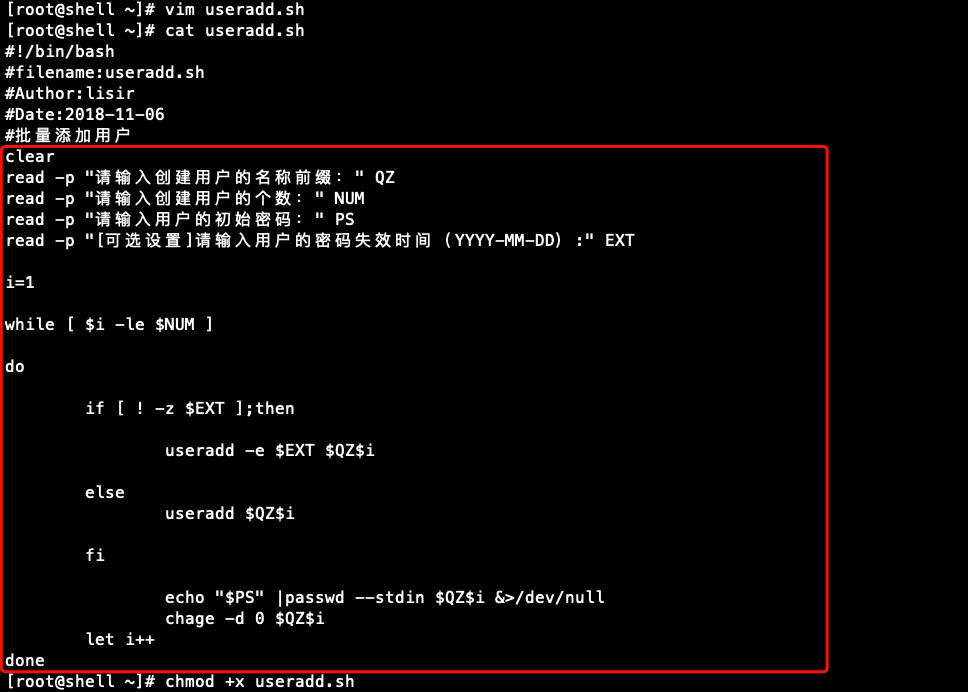 [root@shell ~]# vim useradd.sh
[root@shell ~]# cat useradd.sh
#!/bin/bash
#filename:useradd.sh
#Author:lisir
#Date:2018-11-06
#批量添加用户
clear
read -p "请输入创建用户的名称前缀：" QZ
read -p "请输入创建用户的个数：" NUM
read -p "请输入用户的初始密码：" PS
read -p "[可选设置]请输入用户的密码失效时间（YYYY-MM-DD）:" EXT
i=1
while [ $i -le $NUM ]
do
if [ ! -z $EXT ];then
useradd -e $EXT $QZ$i
else
useradd $QZ$i
fi
echo "$PS" |passwd --stdin $QZ$i &>/dev/null
chage -d 0 $QZ$i
let i++
done
[root@shell ~]# chmod +x useradd.sh